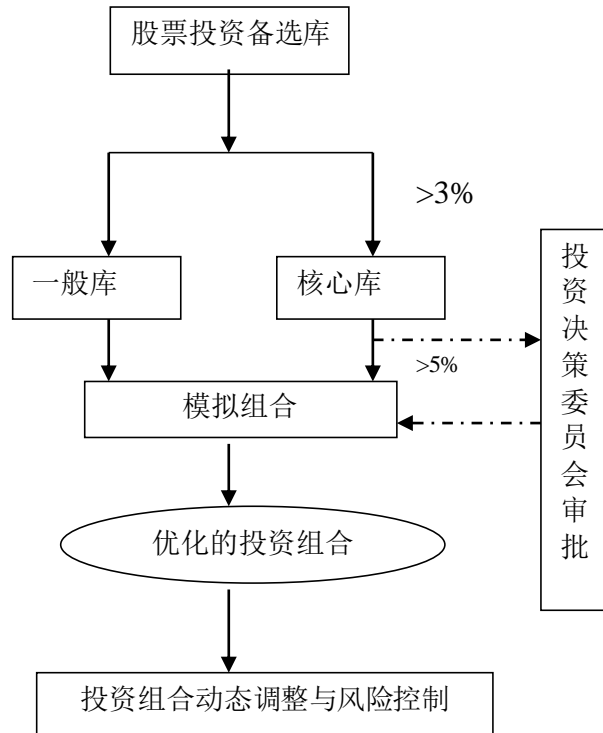 股票投资备选库
>3%
一般库
核心库
投资决策委员会审批
>5%
模拟组合
优化的投资组合
投资组合动态调整与风险控制